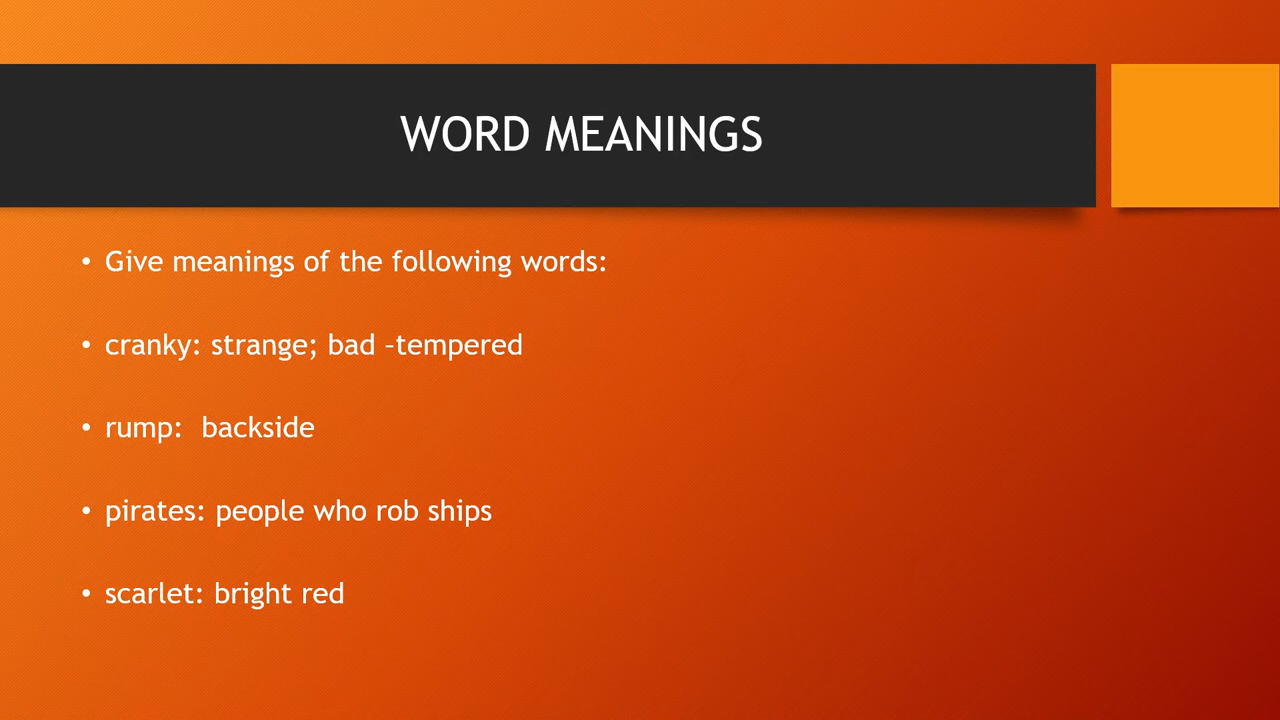 WORD MEANINGS
• Give meanings of the following words:
• cranky: strange; bad –tempered
• rump:  backside
• pirates: people who rob ships
• scarlet: bright red